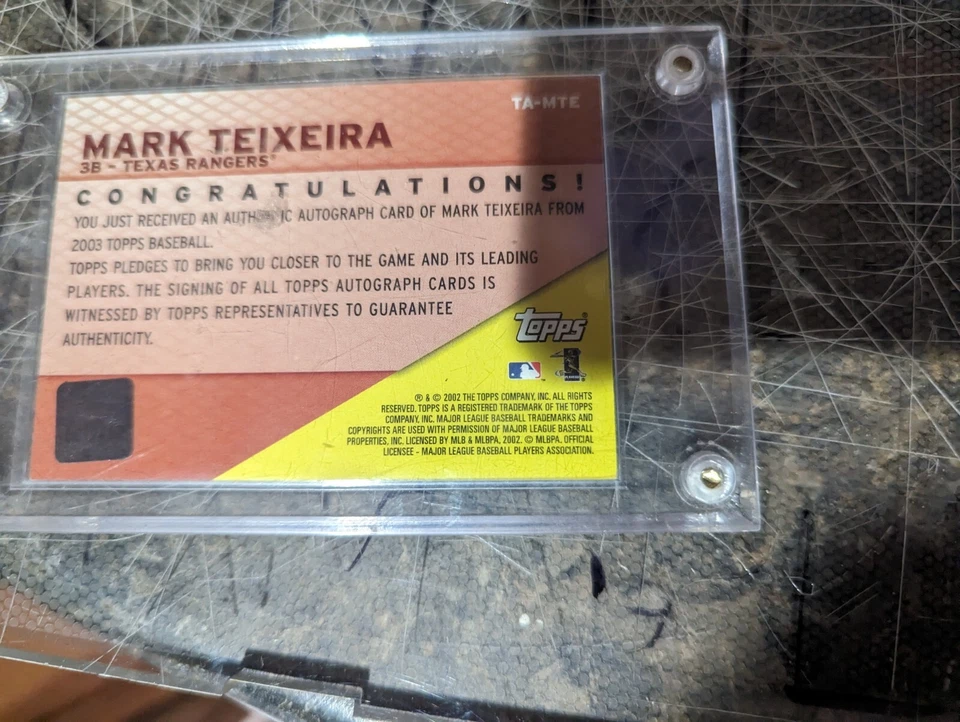 TA-MTE
MARK TEIXEIRA
3B - TEXAS RANGERS®
CONGRATULATIONS!
YOU JUST RECEIVED AN AUTH IC AUTOGRAPH CARD OF MARK TEIXEIRA FROM
2003 TOPPS BASEBALL.
TOPPS PLEDGES TO BRING YOU CLOSER TO THE GAME AND ITS LEADING
PLAYERS. THE SIGNING OF ALL TOPPS AUTOGRAPH CARDS IS
WITNESSED BY TOPPS REPRESENTATIVES TO GUARANTEE
AUTHENTICITY.
topps®
® & © 2002 THE TOPPS COMPANY, INC. ALL RIGHTS
RESERVED. TOPPS IS A REGISTERED TRADEMARK OF THE TOPPS
COMPANY, INC. MAJOR LEAGUE BASEBALL TRADEMARKS AND
COPYRIGHTS ARE USED WITH PERMISSION OF MAJOR LEAGUE BASEBALL
PROPERTIES, INC. LICENSED BY MLB & MLBPA, 2002. © MLBPA, OFFICIAL
LICENSEE - MAJOR LEAGUE BASEBALL PLAYERS ASSOCIATION.